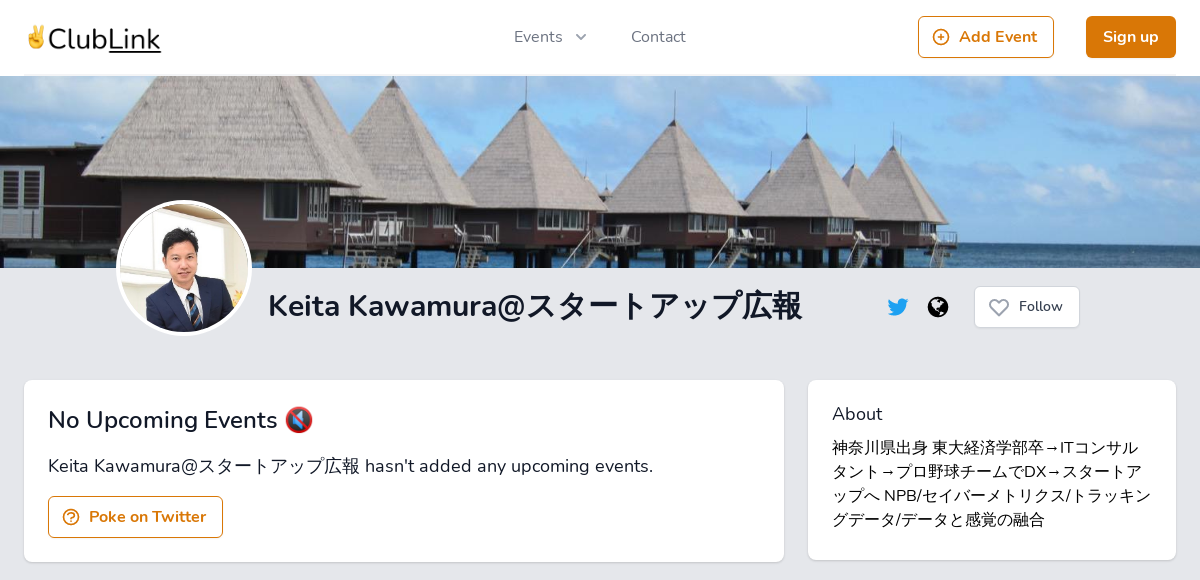 ✌ClubLink
Events
Contact
Add Event
Sign up
Keita Kawamura@スタートアップ広報
Follow
No Upcoming Events 🔇
Keita Kawamura@スタートアップ広報 hasn't added any upcoming events.
Poke on Twitter
About
神奈川県出身 東大経済学部卒→ITコンサル
タント→プロ野球チームでDX→スタートア
ップへ NPB/セイバーメトリクス/トラッキン
グデータ/データと感覚の融合